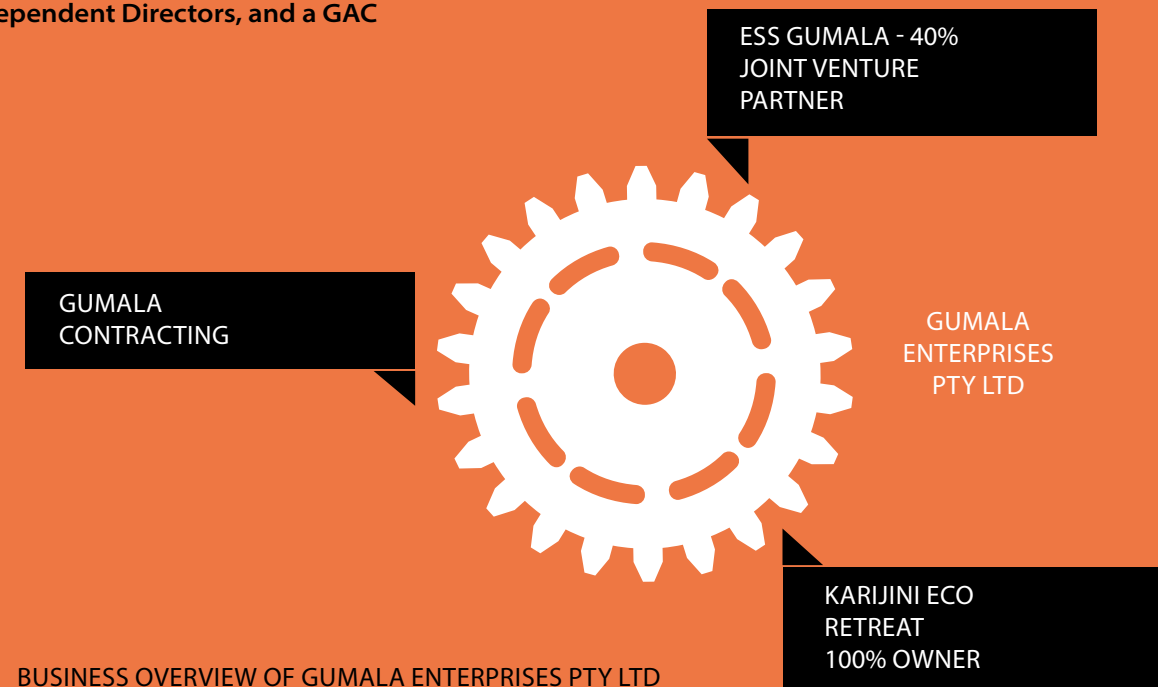 Directors, and a GAC
ESS GUMALA - 40%
JOINT VENTURE
PARTNER
GUMALA
CONTRACTING
GUMALA
ENTERPRISES
PTY LTD
KARIJINI ECO
RETREAT
100% OWNER
BUSINESS OVERVIEW OF GUMALA ENTERPRISES PTY LTD